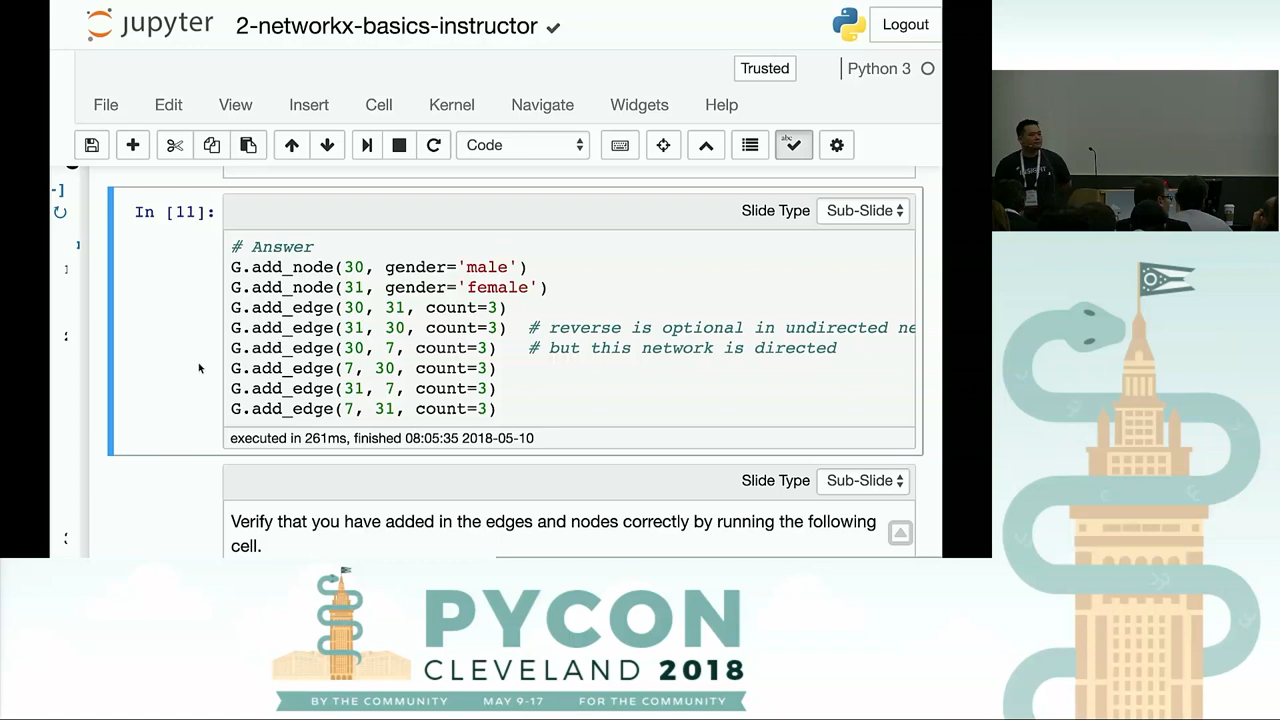 jupyter 2-networkx-basics-instructor
Logout
Trusted
Python 3
File Edit View Insert Cell Kernel Navigate Widgets Help
Code
abc
In [11]:
Slide Type Sub-Slide
# Answer
G.add_node(30, gender='male')
G.add_node(31, gender='female')
G.add_edge(30, 31, count=3)
G.add_edge(31, 30, count=3) # reverse is optional in undirected ne
G.add_edge(30, 7, count=3) # but this network is directed
G.add_edge(7, 30, count=3)
G.add_edge(31, 7, count=3)
G.add_edge(7, 31, count=3)
executed in 261ms, finished 08:05:35 2018-05-10
Slide Type Sub-Slide
Verify that you have added in the edges and nodes correctly by running the following
cell.
PYCON
CLEVELAND 2018
BY THE COMMUNITY MAY 9-17 FOR THE COMMUNITY